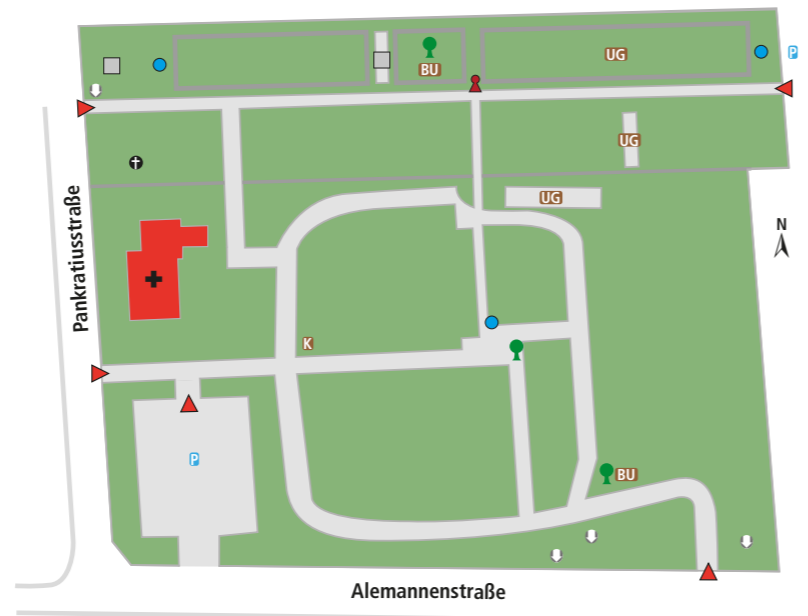 P
UG
BU
UG
UG
N
Pankratiusstraße
K
P
BU
Alemannenstraße